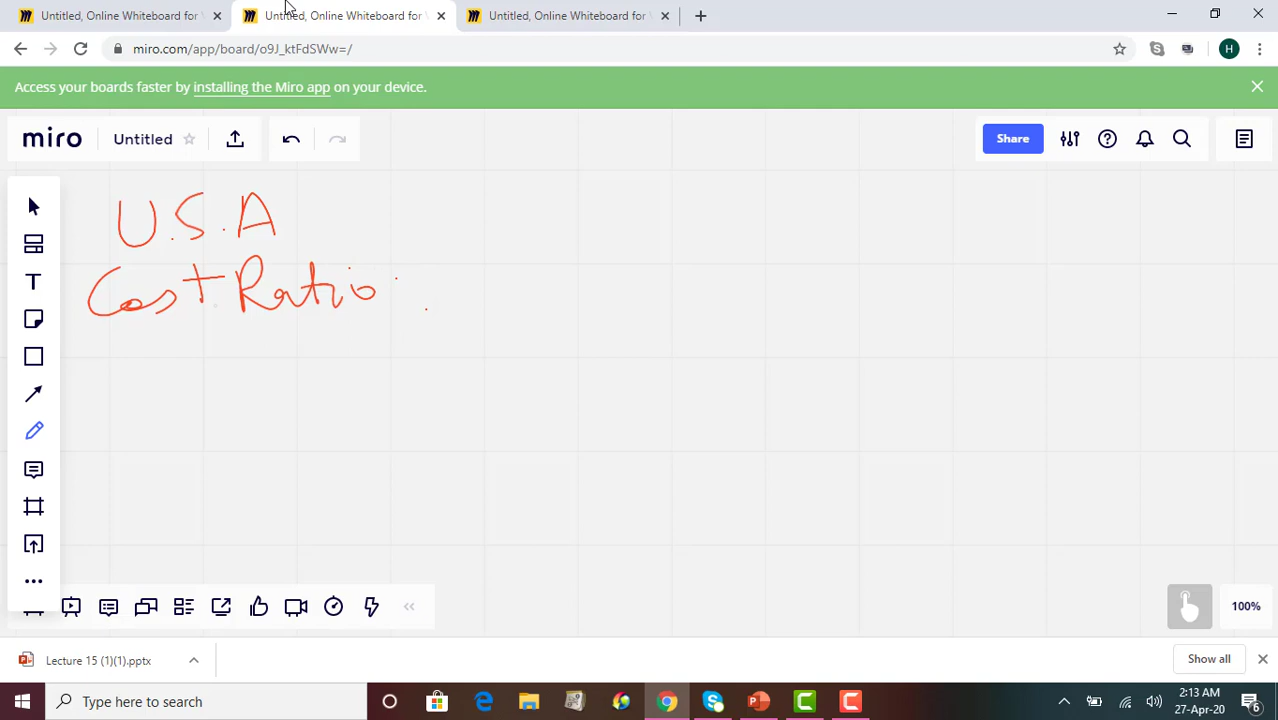 Untitled, Online Whiteboard for
Untitled, Online Whiteboard for
Untitled, Online Whiteboard for
miro.com/app/board/o9J_ktFdSWw=/
H
Access your boards faster by installing the Miro app on your device.
miro
Untitled
Share
U.S.A
Cost Ratio :
T
100%
Lecture 15 (1)(1).pptx
Show all
Type here to search
2:13 AM
27-Apr-20
6